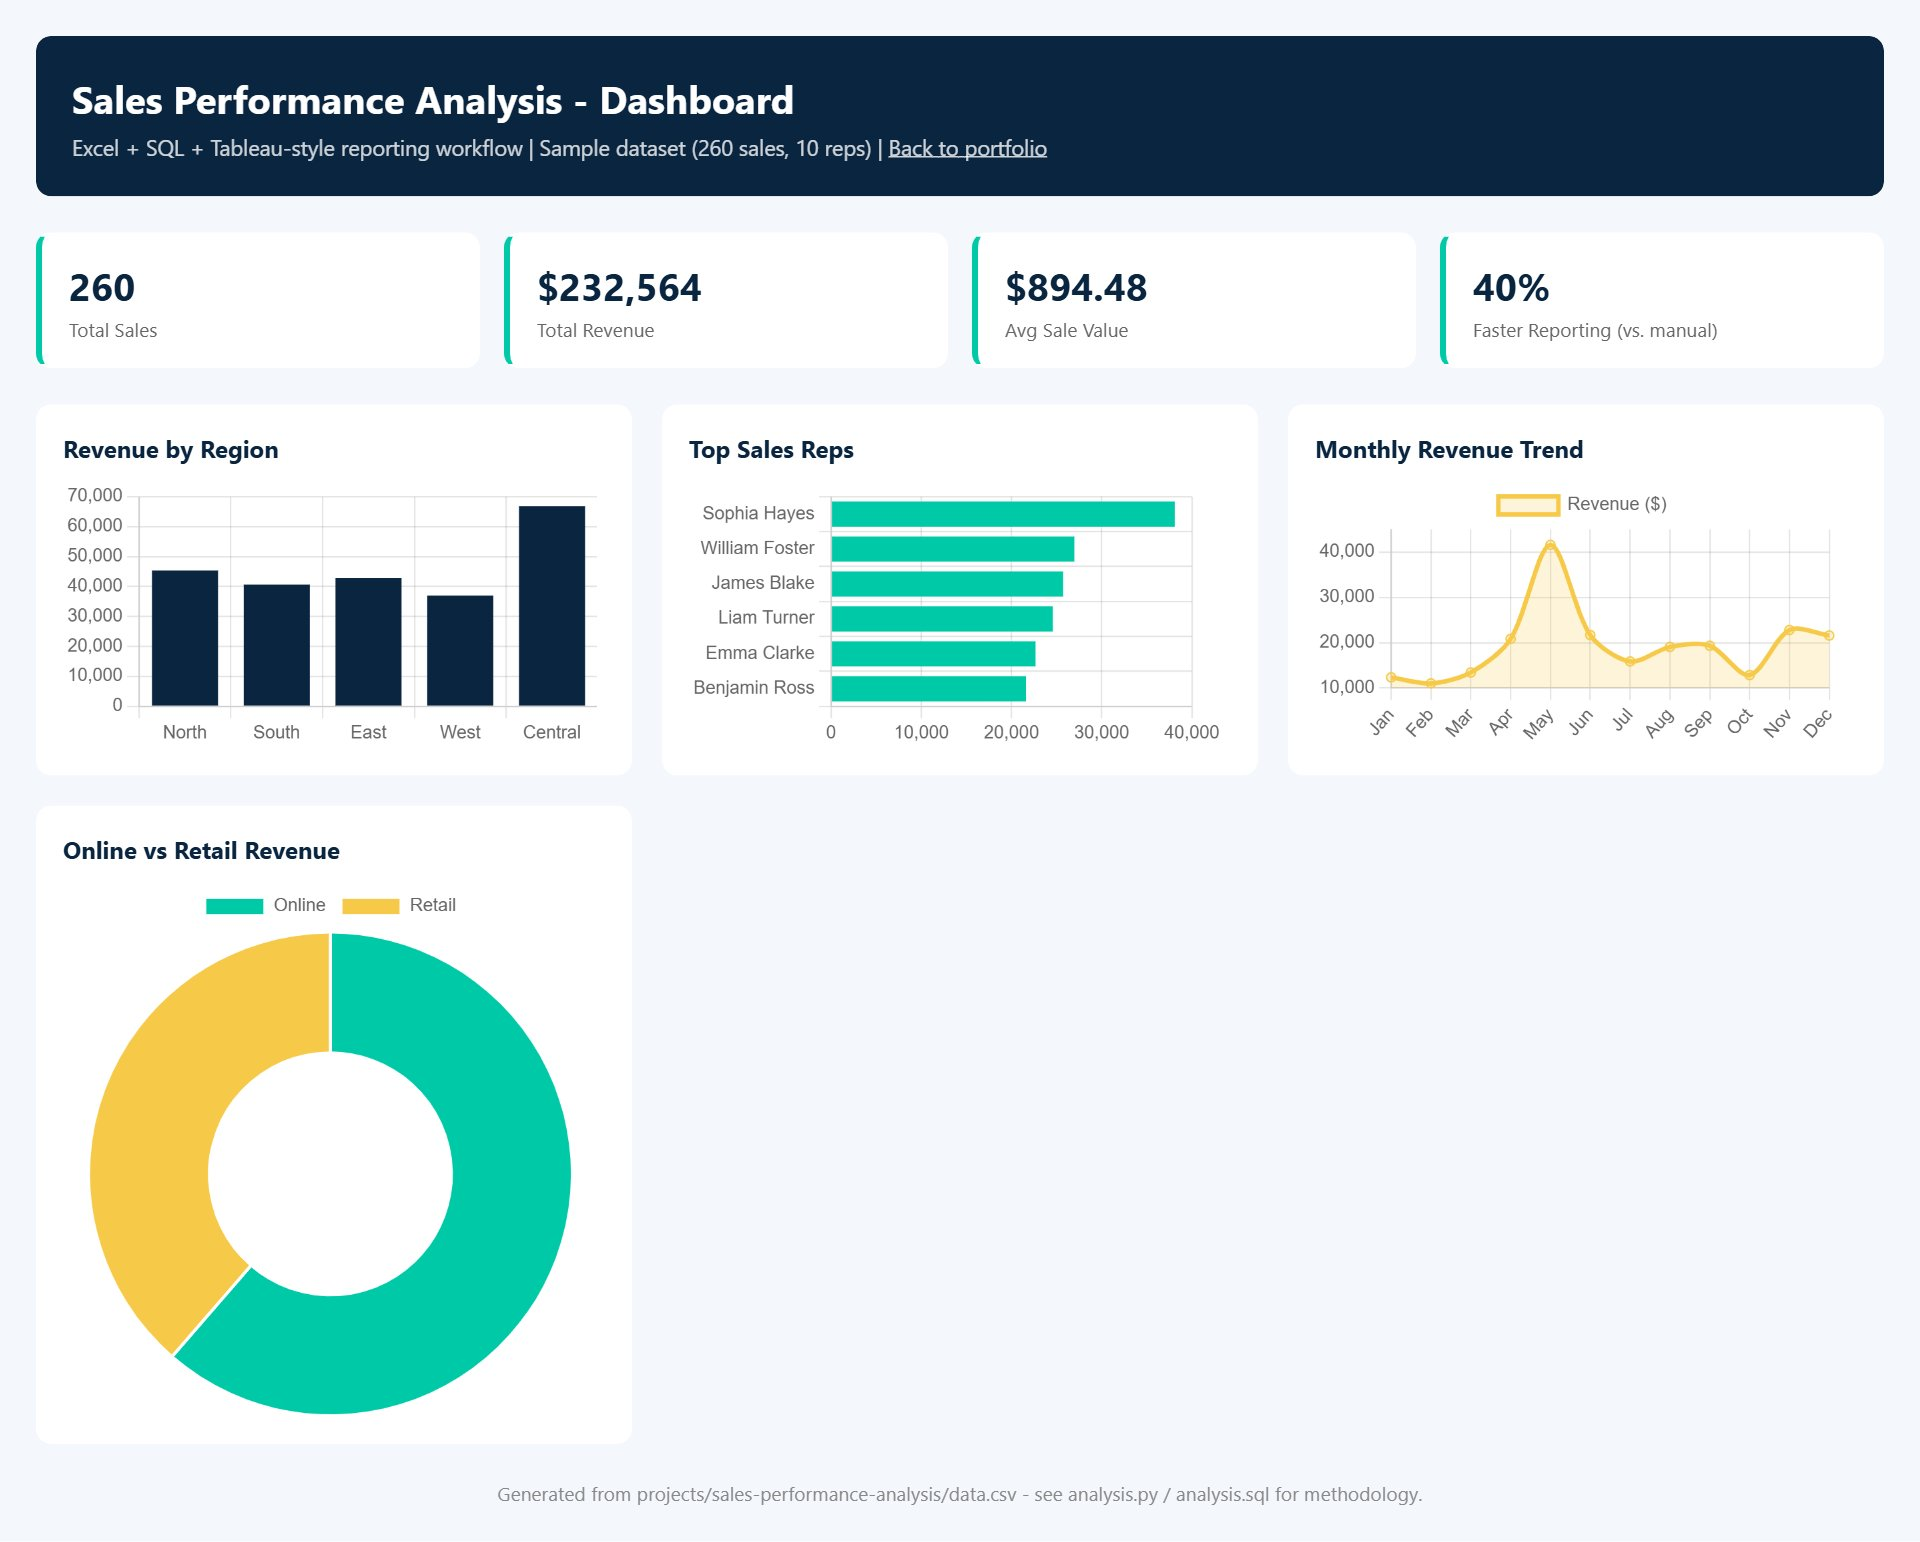 Sales Performance Analysis - Dashboard
Excel + SQL + Tableau-style reporting workflow | Sample dataset (260 sales, 10 reps) | Back to portfolio
260
Total Sales
$232,564
Total Revenue
$894.48
Avg Sale Value
40%
Faster Reporting (vs. manual)
Revenue by Region
70,000
60,000
50,000
40,000
30,000
20,000
10,000
0
North South East West Central
Top Sales Reps
Sophia Hayes
William Foster
James Blake
Liam Turner
Emma Clarke
Benjamin Ross
0 10,000 20,000 30,000 40,000
Monthly Revenue Trend
Revenue ($)
40,000
30,000
20,000
10,000
Jan Feb Mar Apr May Jun Jul Aug Sep Oct Nov Dec
Online vs Retail Revenue
Online Retail
Generated from projects/sales-performance-analysis/data.csv - see analysis.py / analysis.sql for methodology.